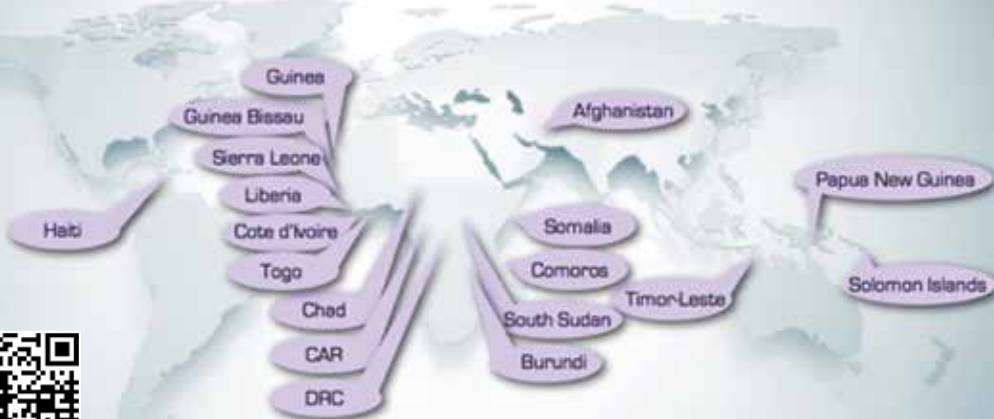 Guinea
Guinea Bissau
Sierra Leone
Liberia
Cote d'Ivoire
Togo
Chad
CAR
DRC
Haiti
Afghanistan
Somalia
Comoros
South Sudan
Burundi
Timor-Leste
Papua New Guinea
Solomon Islands